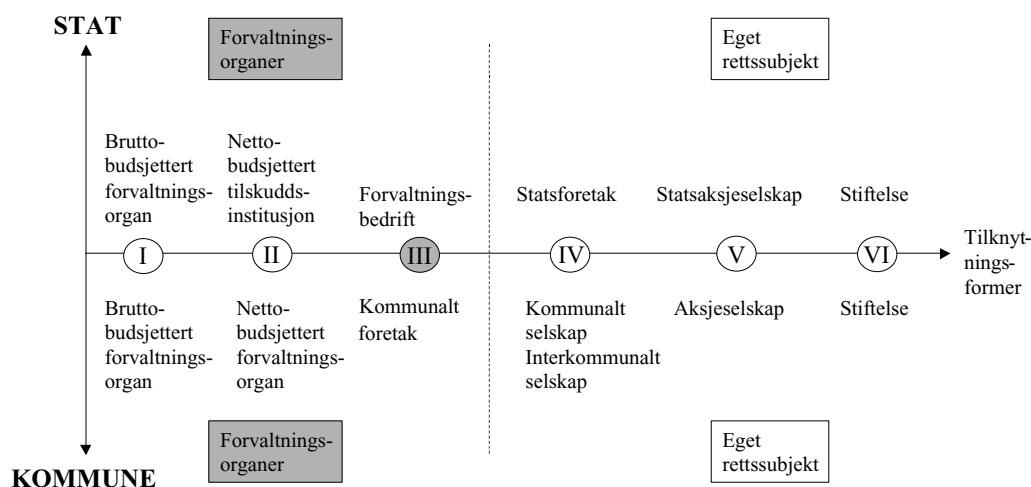 STAT
Forvaltnings-
organer
Eget
rettssubjekt
Brutto-
budsjettert
forvaltnings-
organ
Netto-
budsjettert
tilskudds-
institusjon
Forvaltnings-
bedrift
Statsforetak
Statsaksjeselskap
Stiftelse
I
II
III
IV
V
VI
Tilknyt-
nings-
former
Brutto-
budsjettert
forvaltnings-
organ
Netto-
budsjettert
forvaltnings-
organ
Kommunalt
foretak
Kommunalt
selskap
Interkommunalt
selskap
Aksjeselskap
Stiftelse
Forvaltnings-
organer
Eget
rettssubjekt
KOMMUNE